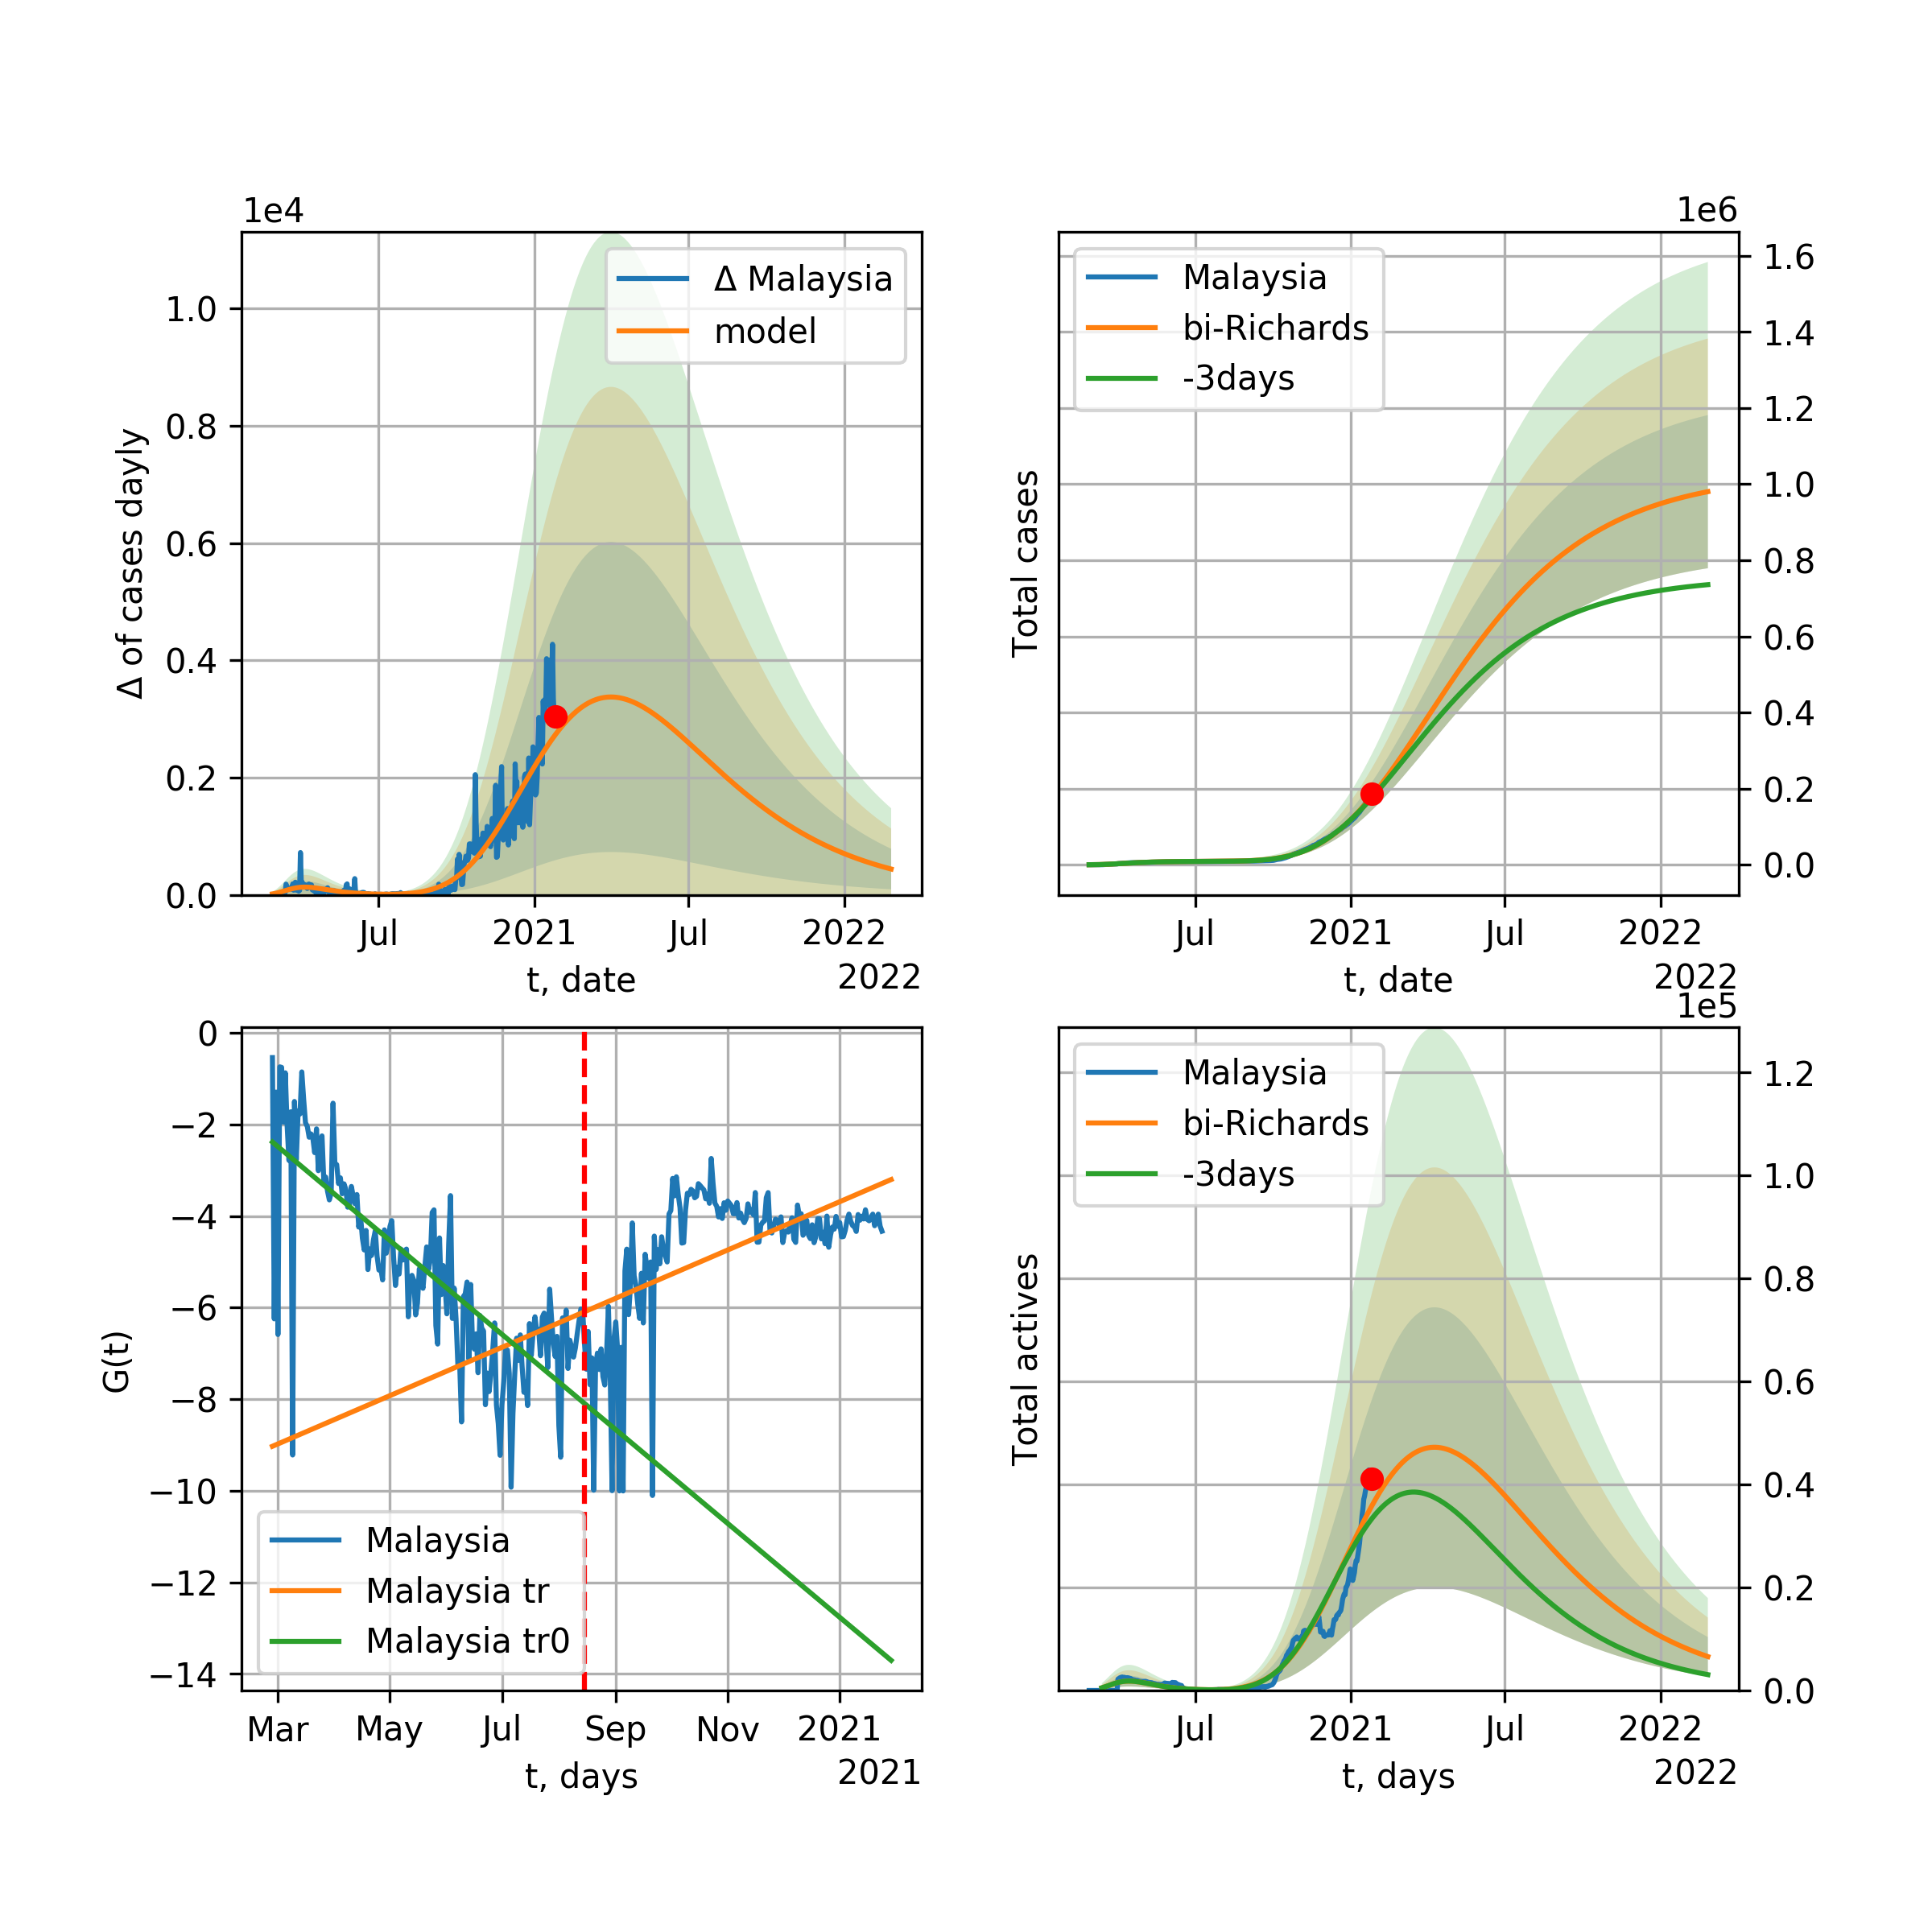 1e4
Δ of cases dayly
1.0
0.8
0.6
0.4
0.2
0.0
Δ Malaysia
model
Jul
2021
Jul
2022
t, date
2022
1e6
Total cases
Malaysia
bi-Richards
-3days
1.6
1.4
1.2
1.0
0.8
0.6
0.4
0.2
0.0
Jul
2021
Jul
2022
t, date
2022
G(t)
0
−2
−4
−6
−8
−10
−12
−14
Malaysia
Malaysia tr
Malaysia tr0
Mar
May
Jul
Sep
Nov
2021
t, days
2021
1e5
Total actives
Malaysia
bi-Richards
-3days
1.2
1.0
0.8
0.6
0.4
0.2
0.0
Jul
2021
Jul
2022
t, days
2022